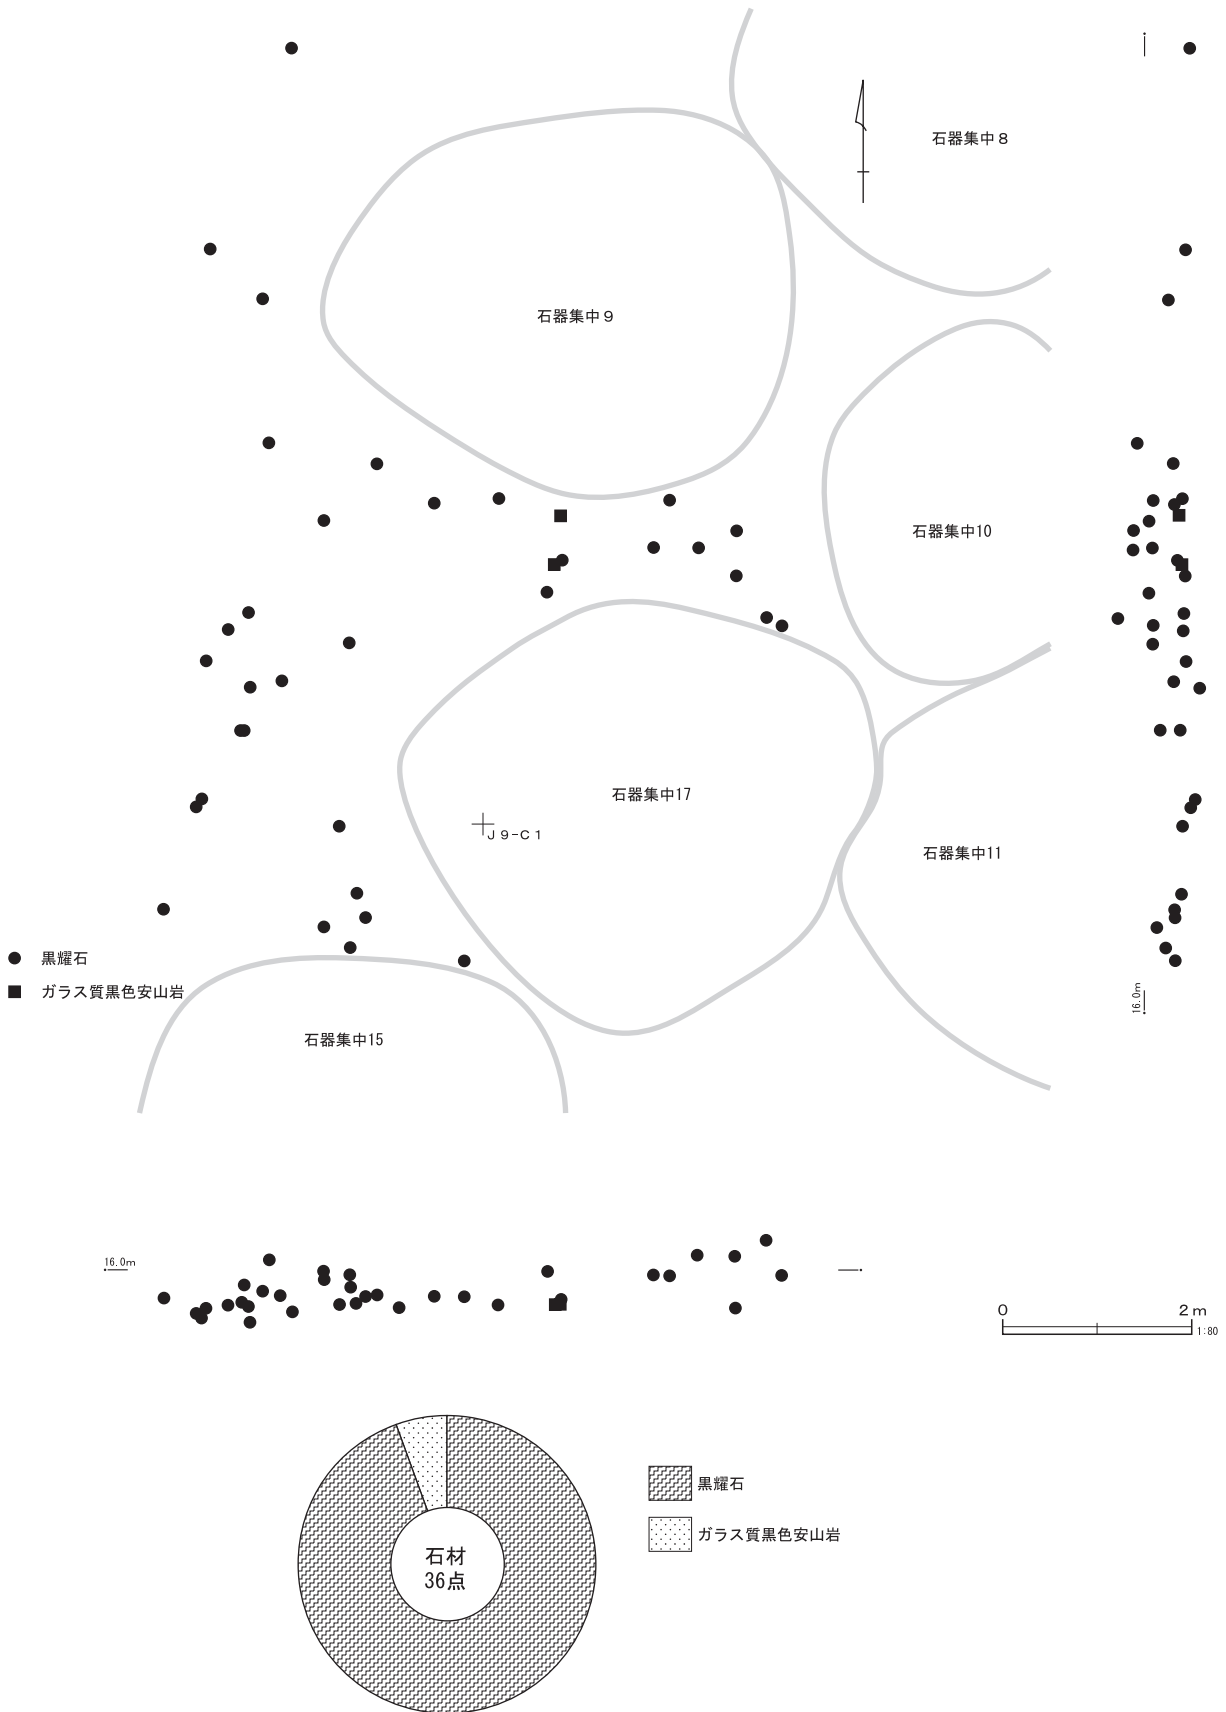 石器集中８
石器集中９
石器集中10
石器集中17
Ｊ９−Ｃ１
石器集中11
黒耀石
ガラス質黒色安山岩
石器集中15
16.0m
16.0m
0 2m
1:80
黒耀石
ガラス質黒色安山岩
石材
36点